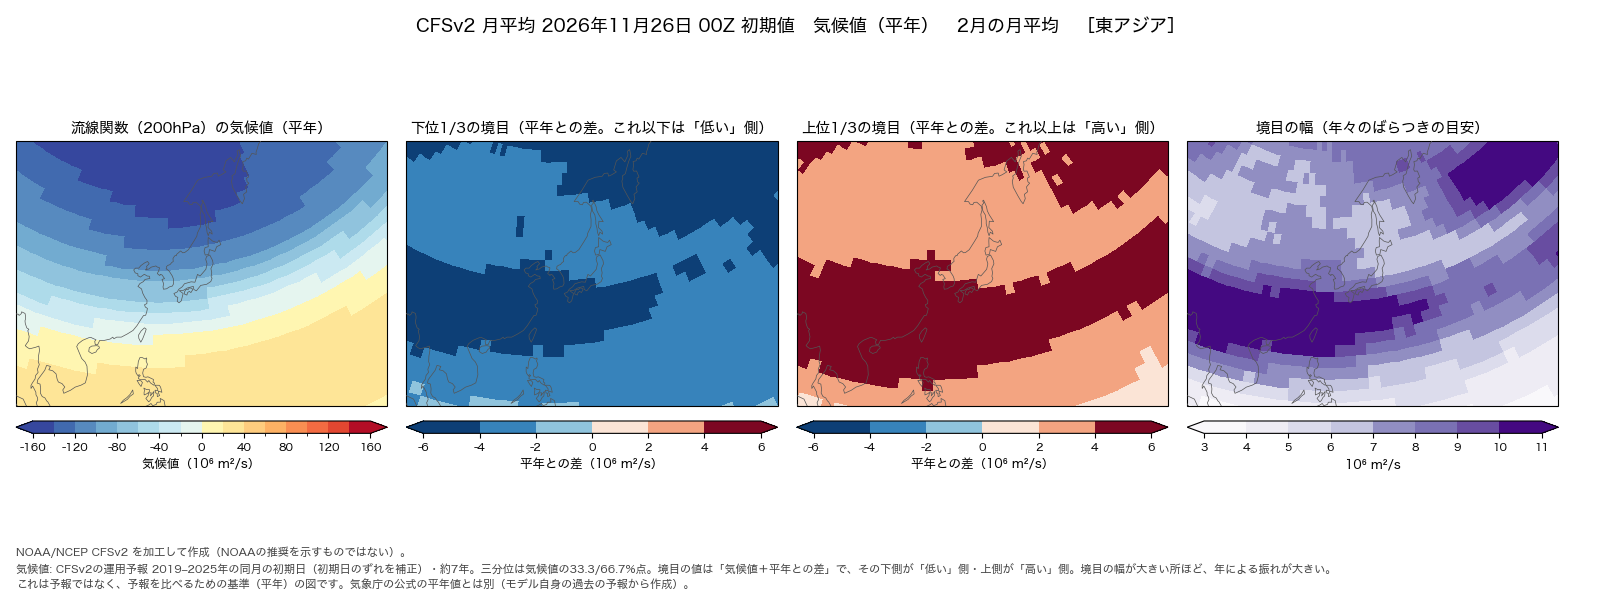 CFSv2 月平均 2026年11月26日 00Z 初期値　気候値（平年）　2月の月平均　［東アジア］
流線関数（200hPa）の気候値（平年）
下位1/3の境目（平年との差。これ以下は「低い」側）
上位1/3の境目（平年との差。これ以上は「高い」側）
境目の幅（年々のばらつきの目安）
-160 -120 -80 -40 0 40 80 120 160
気候値（10⁶ m²/s）
-6 -4 -2 0 2 4 6
平年との差（10⁶ m²/s）
-6 -4 -2 0 2 4 6
平年との差（10⁶ m²/s）
3 4 5 6 7 8 9 10 11
10⁶ m²/s
NOAA/NCEP CFSv2 を加工して作成（NOAAの推奨を示すものではない）。
気候値: CFSv2の運用予報 2019–2025年の同月の初期日（初期日のずれを補正）・約7年。三分位は気候値の33.3/66.7%点。境目の値は「気候値＋平年との差」で、その下側が「低い」側・上側が「高い」側。境目の幅が大きい所ほど、年による振れが大きい。
これは予報ではなく、予報を比べるための基準（平年）の図です。気象庁の公式の平年値とは別（モデル自身の過去の予報から作成）。